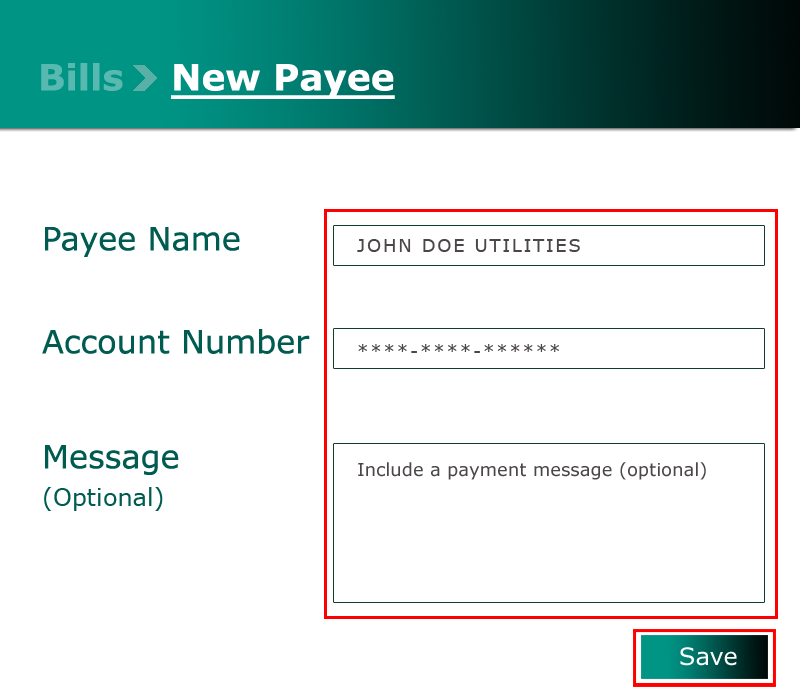 Bills New Payee
Payee Name
JOHN DOE UTILITIES
Account Number
****-****-******
Message
(Optional)
Include a payment message (optional)
Save